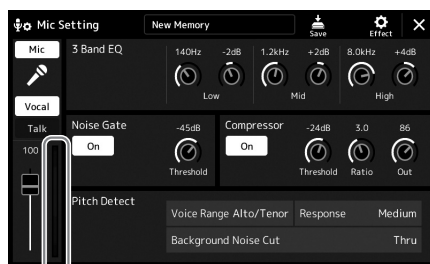 Mic Setting
New Memory
Save
Effect
Mic
Vocal
Talk
100
3 Band EQ
140Hz -2dB 1.2kHz +2dB 8.0kHz +4dB
Low Mid High
Noise Gate
On
-45dB
Threshold
Compressor
On
-24dB 3.0 86
Threshold Ratio Out
Pitch Detect
Voice Range Alto/Tenor Response Medium
Background Noise Cut Thru